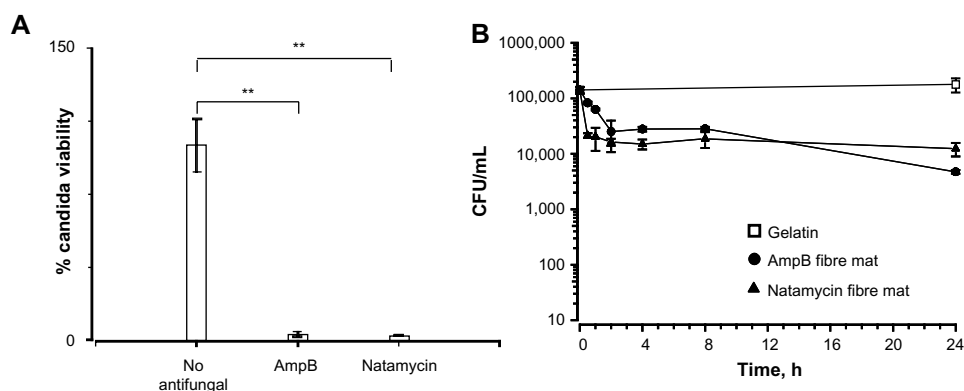 A
150
**
**
% candida viability
0
No
antifungal
AmpB
Natamycin
B
1000,000
100,000
10,000
1,000
100
10
CFU/mL
Gelatin
AmpB fibre mat
Natamycin fibre mat
0
4
8
12
16
20
24
Time, h